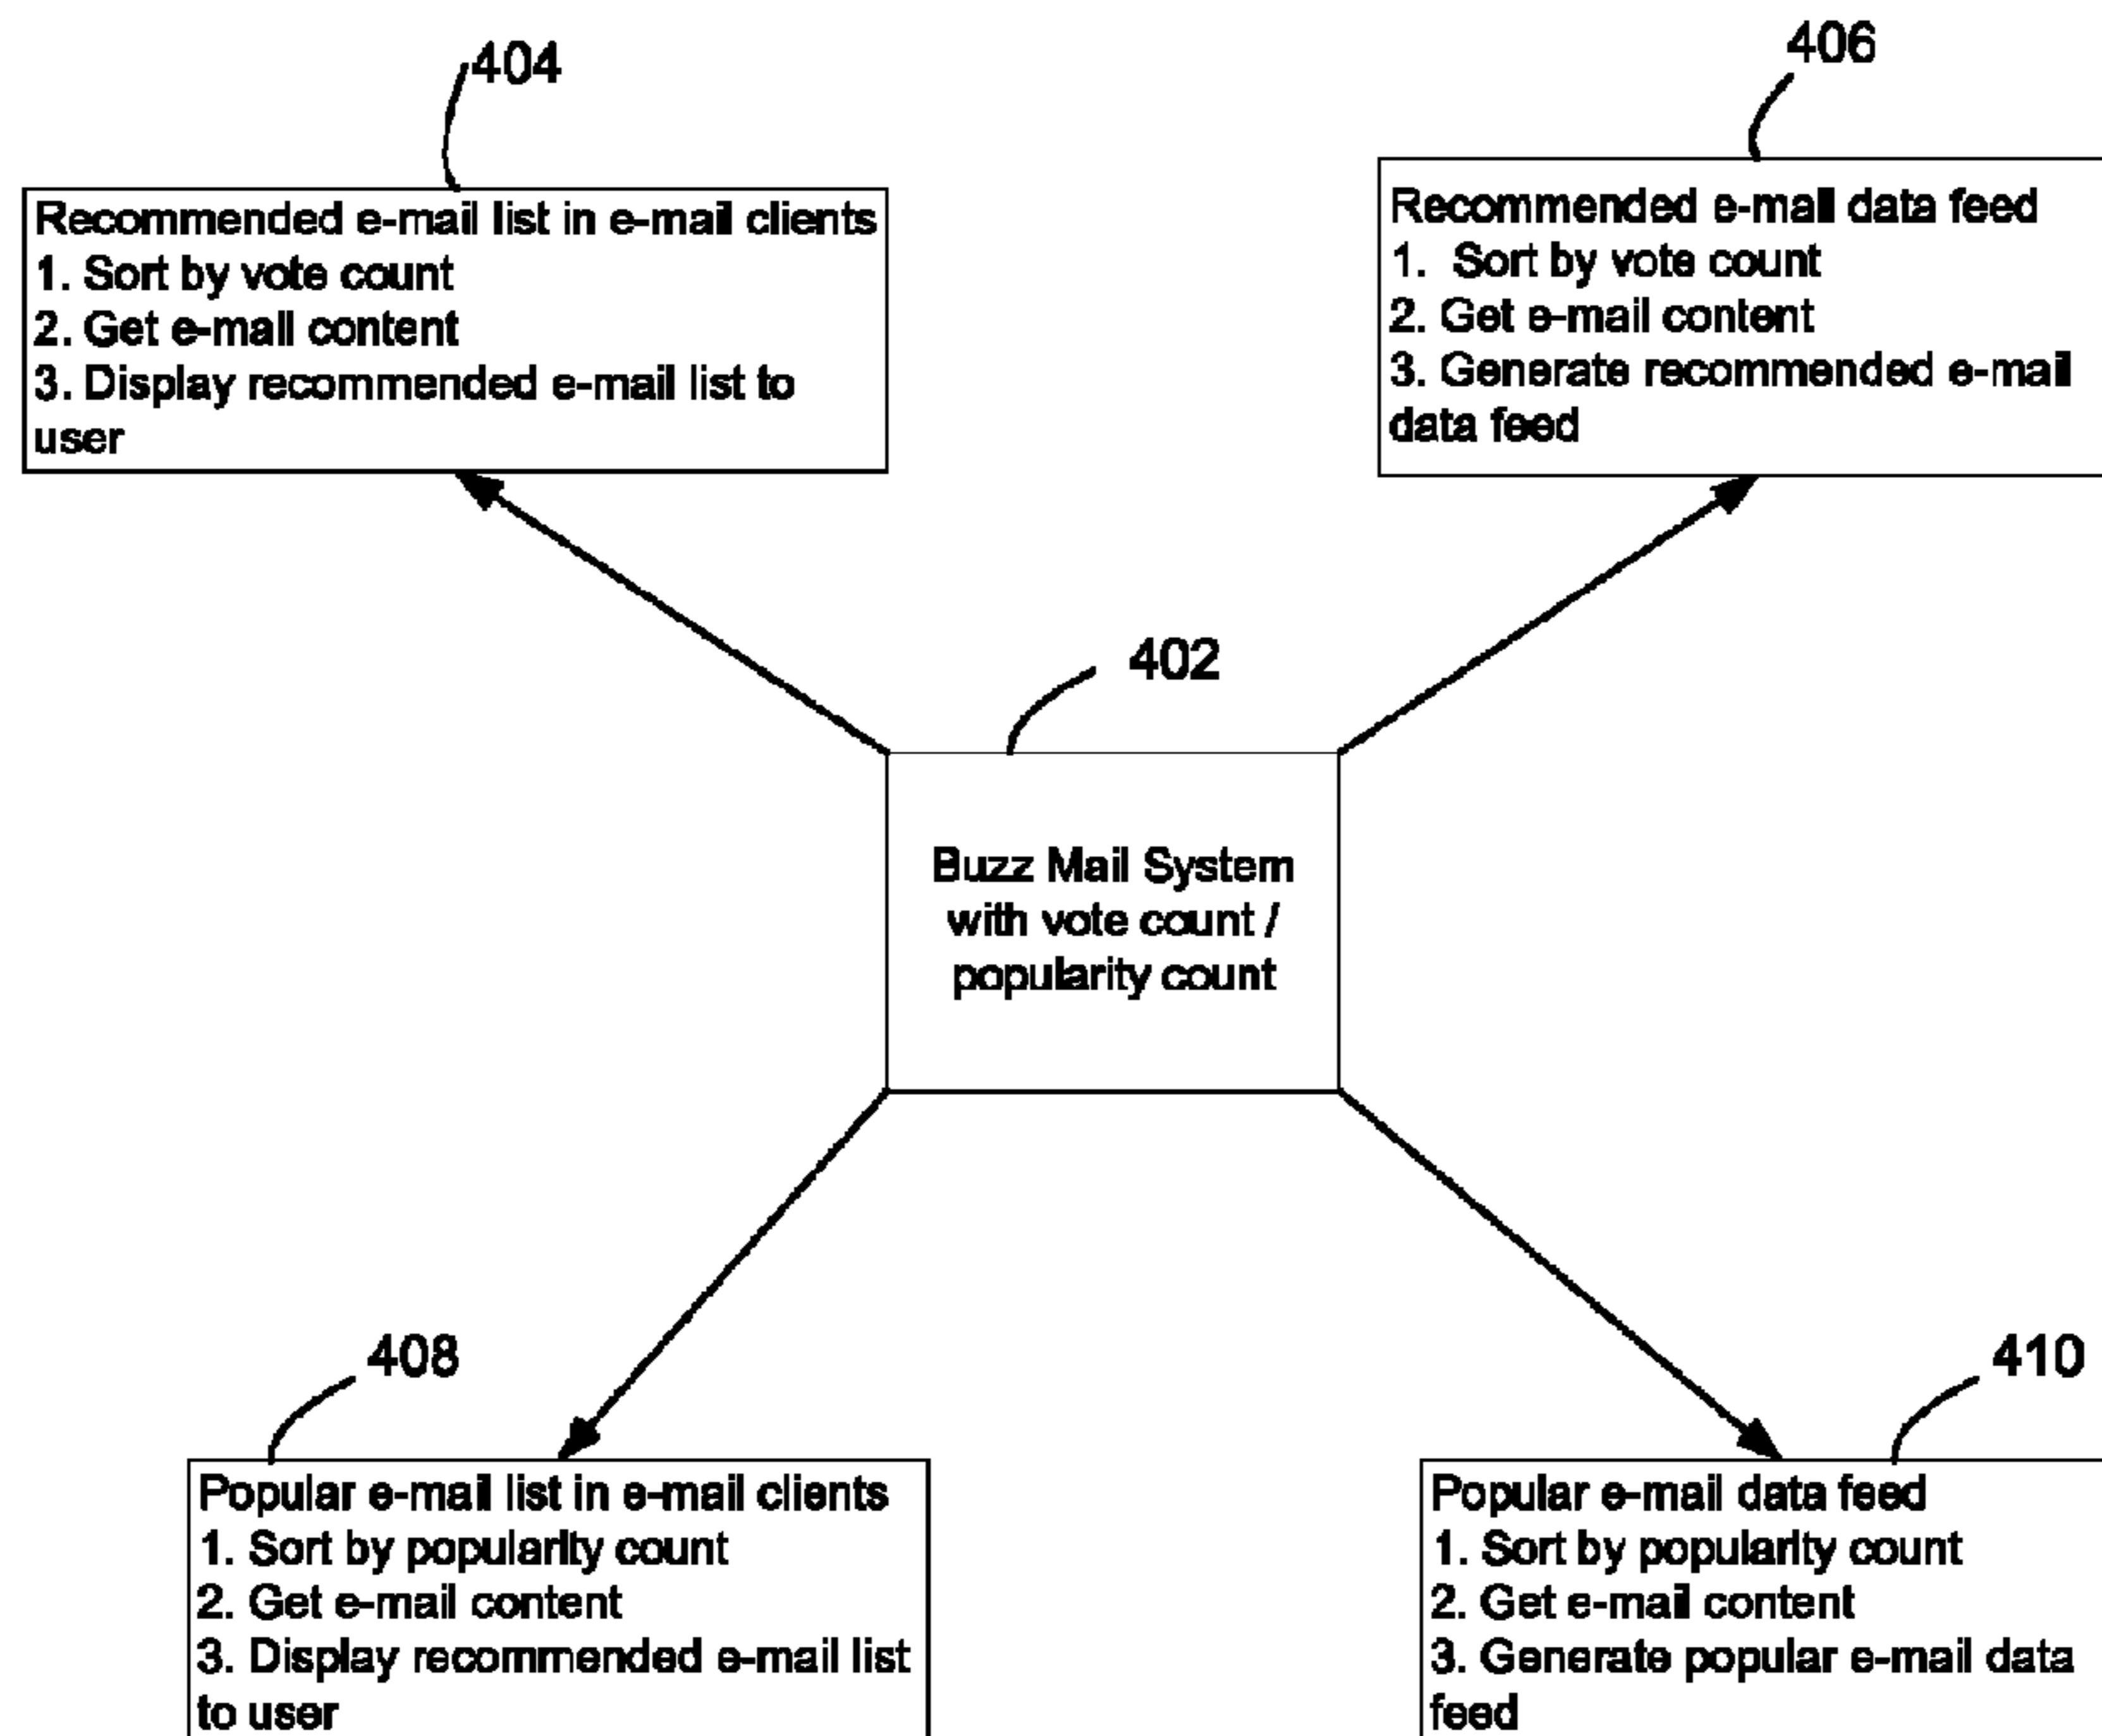 404
406
Recommended e-mail list in e-mail clients
1. Sort by vote count
2. Get e-mail content
3. Display recommended e-mail list to
user
Recommended e-mail data feed
1. Sort by vote count
2. Get e-mail content
3. Generate recommended e-mail
data feed
402
Buzz Mail System
with vote count /
popularity count
408
410
Popular e-mail list in e-mail clients
1. Sort by popularity count
2. Get e-mail content
3. Display recommended e-mail list
to user
Popular e-mail data feed
1. Sort by popularity count
2. Get e-mail content
3. Generate popular e-mail data
feed